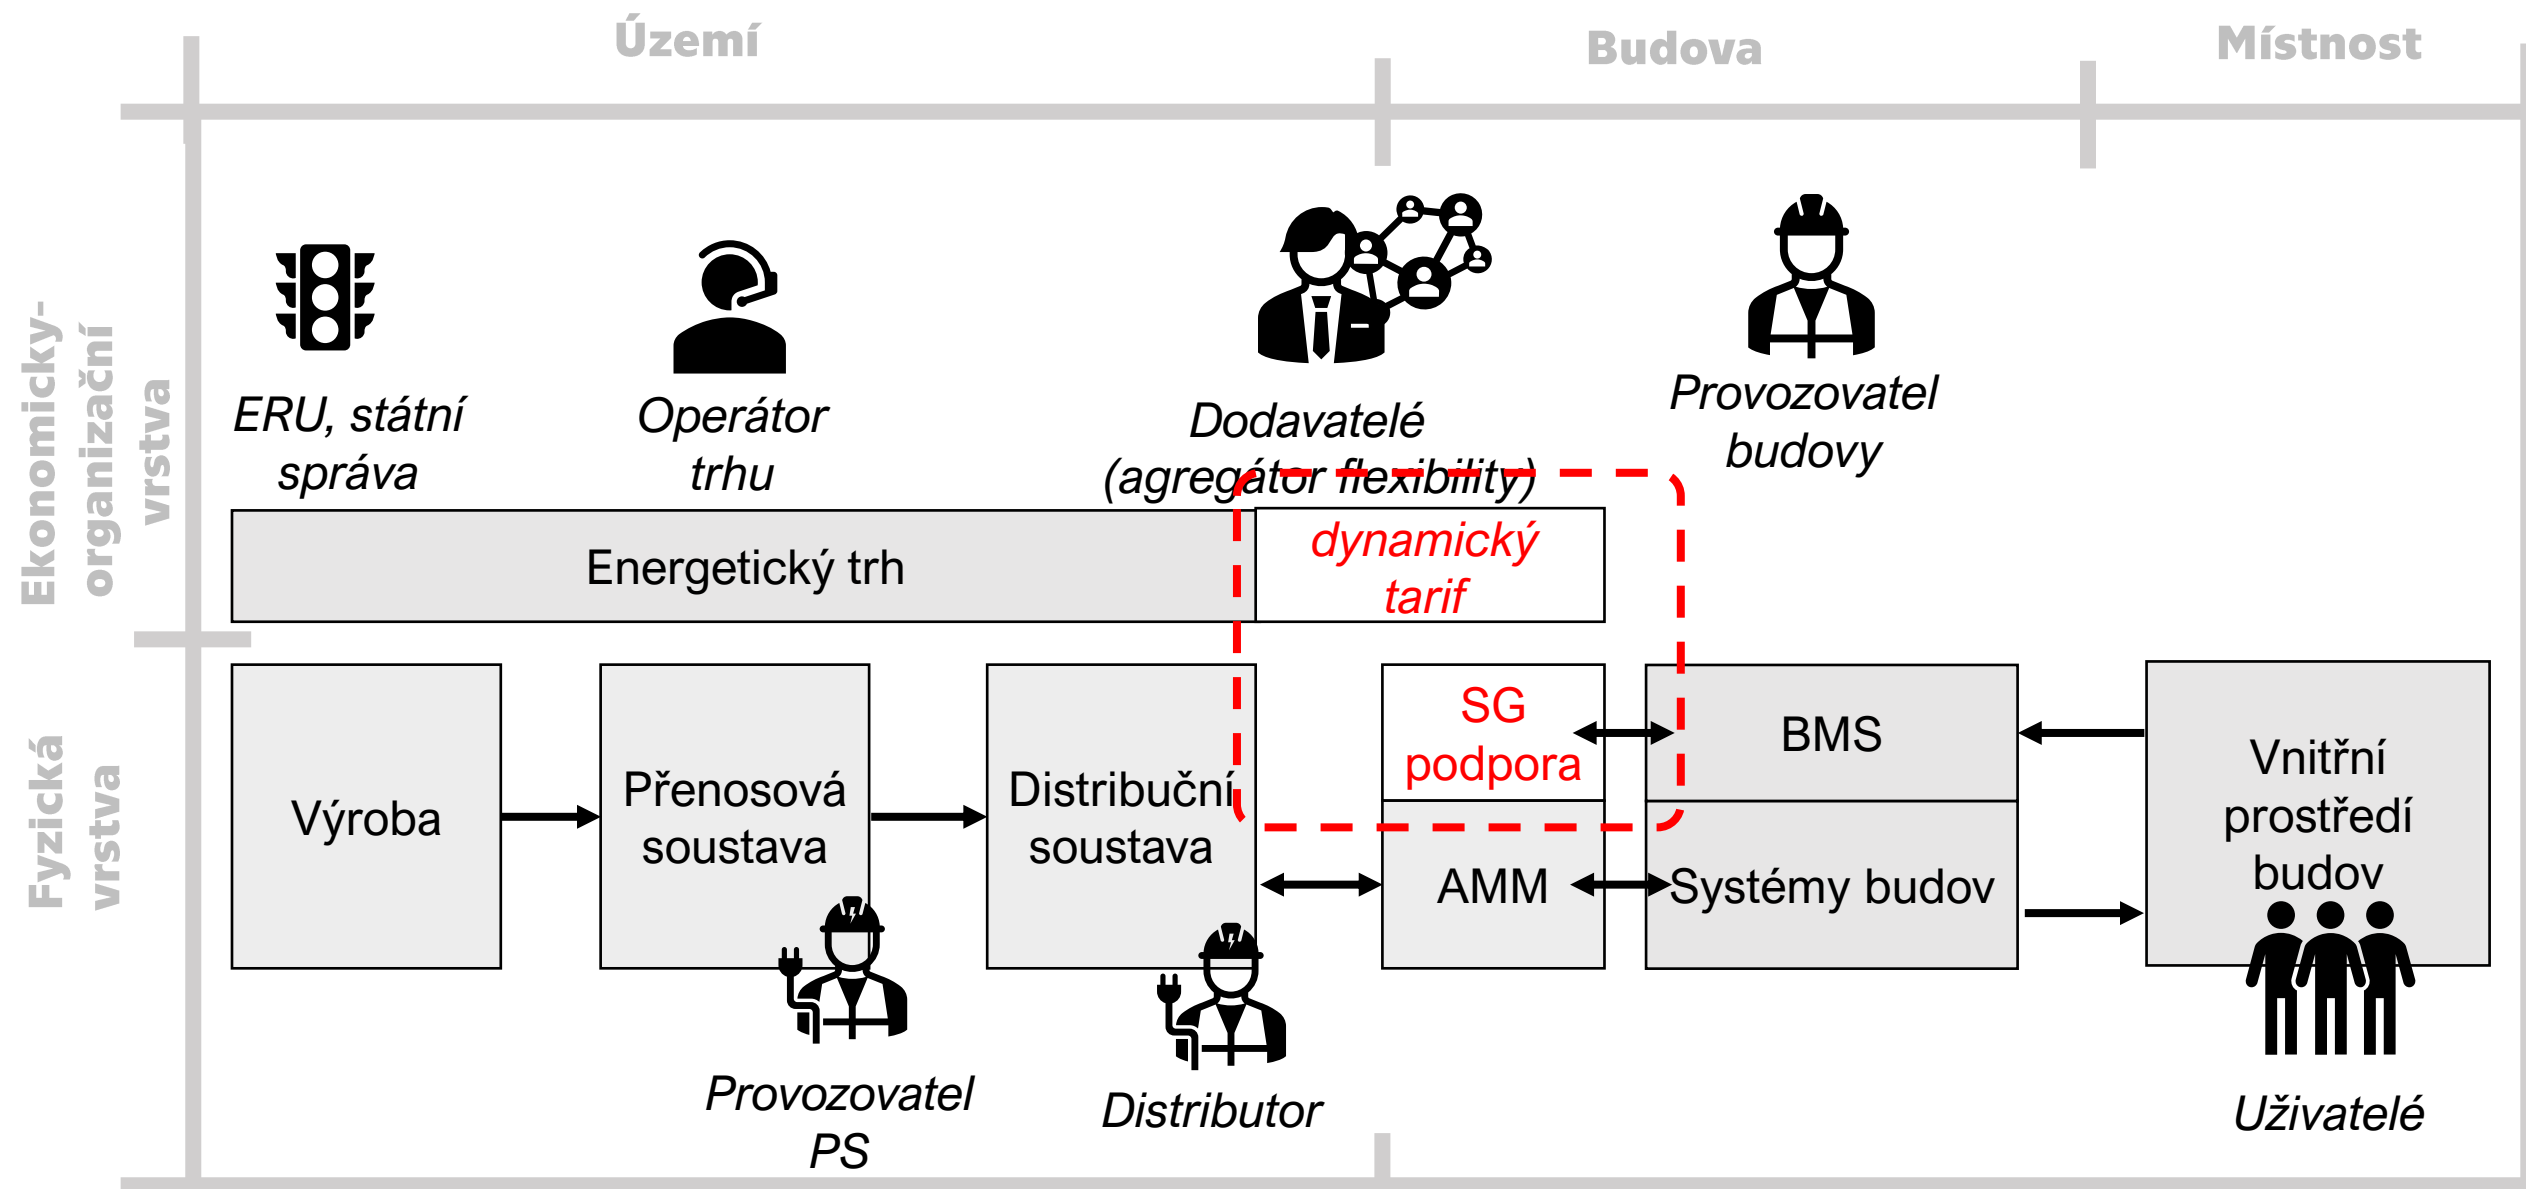 Území
Budova
Místnost
Ekonomicky-
organizační
vrstva
ERU, státní
správa
Operátor
trhu
Dodavatelé
(agregátor flexibility)
Provozovatel
budovy
Energetický trh
dynamický
tarif
Fyzická
vrstva
Výroba
Přenosová
soustava
Distribuční
soustava
SG
podpora
AMM
BMS
Systémy budov
Vnitřní
prostředí
budov
Provozovatel
PS
Distributor
Uživatelé